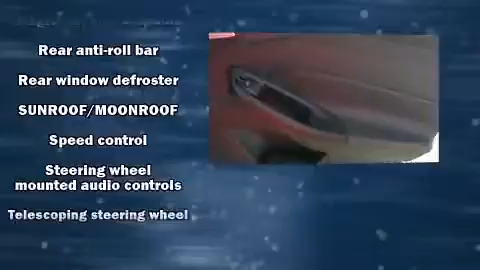 Rear anti-roll bar
Rear window defroster
SUNROOF/MOONROOF
Speed control
Steering wheel
mounted audio controls
Telescoping steering wheel